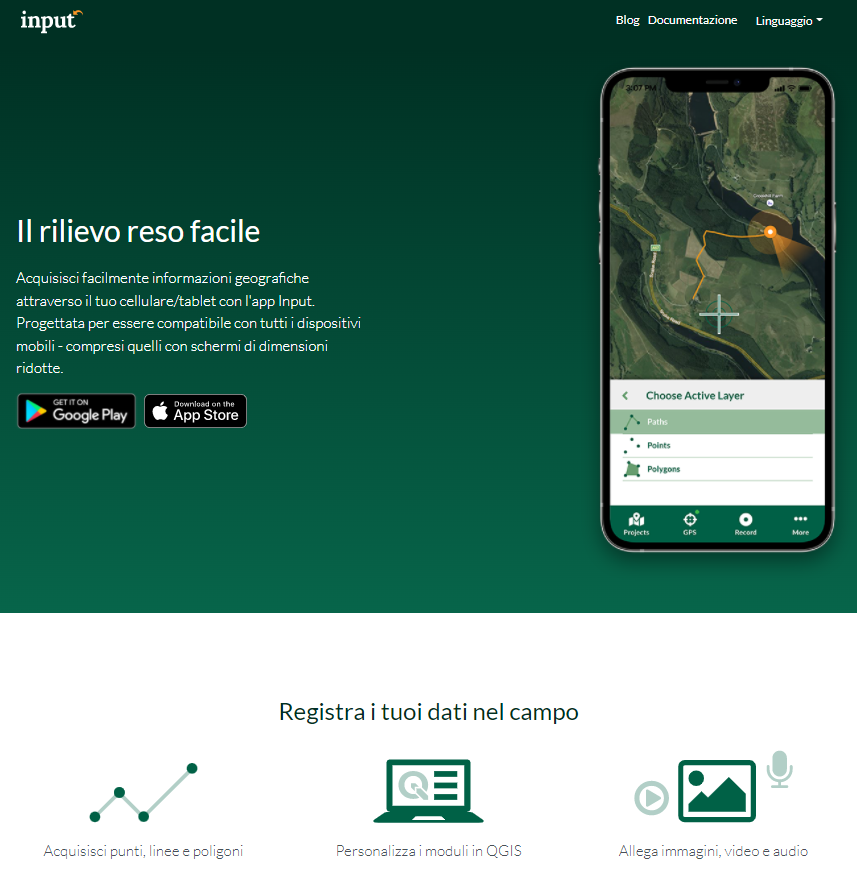 input
Blog Documentazione Linguaggio
Il rilievo reso facile
Acquisisci facilmente informazioni geografiche
attraverso il tuo cellulare/tablet con l'app Input.
Progettata per essere compatibile con tutti i dispositivi
mobili - compresi quelli con schermi di dimensioni
ridotte.
GET IT ON
Google Play
Download on the
App Store
Choose Active Layer
Paths
Points
Polygons
Projects GPS Record More
Registra i tuoi dati nel campo
Acquisisci punti, linee e poligoni
Personalizza i moduli in QGIS
Allega immagini, video e audio